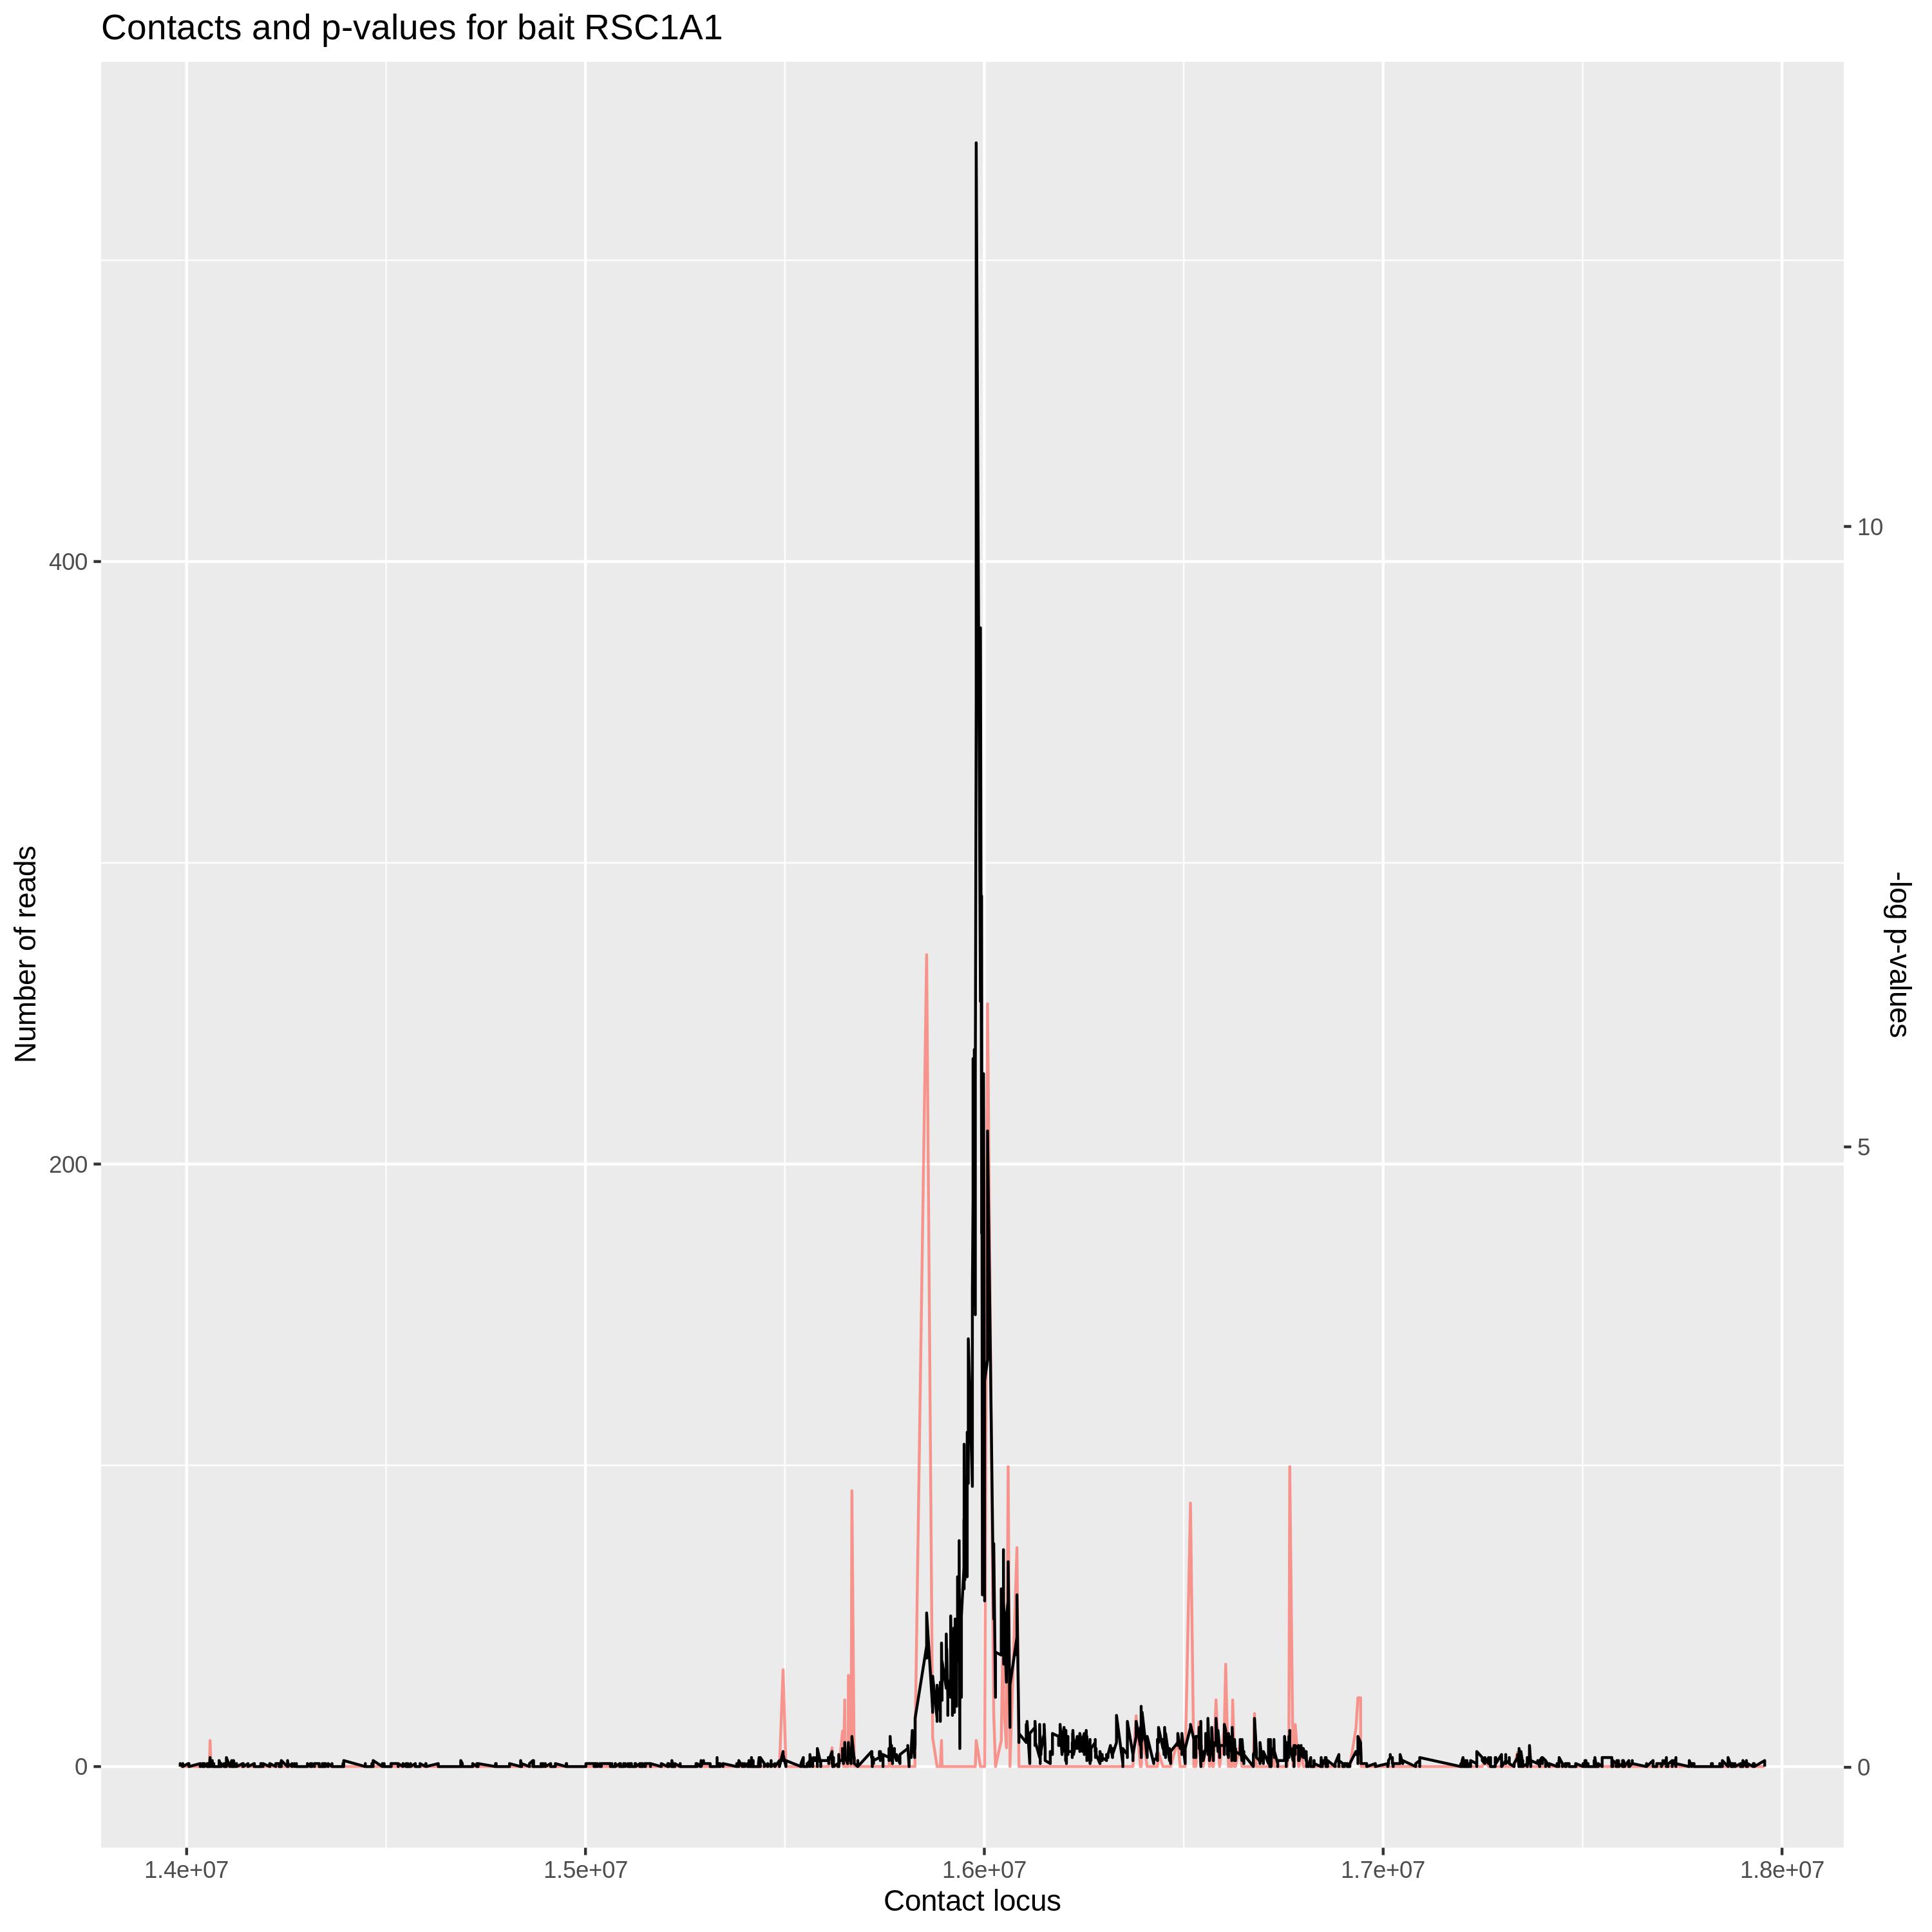 Contacts and p-values for bait RSC1A1
Number of reads
400
200
0
10
5
0
-log p-values
1.4e+07
1.5e+07
1.6e+07
1.7e+07
1.8e+07
Contact locus